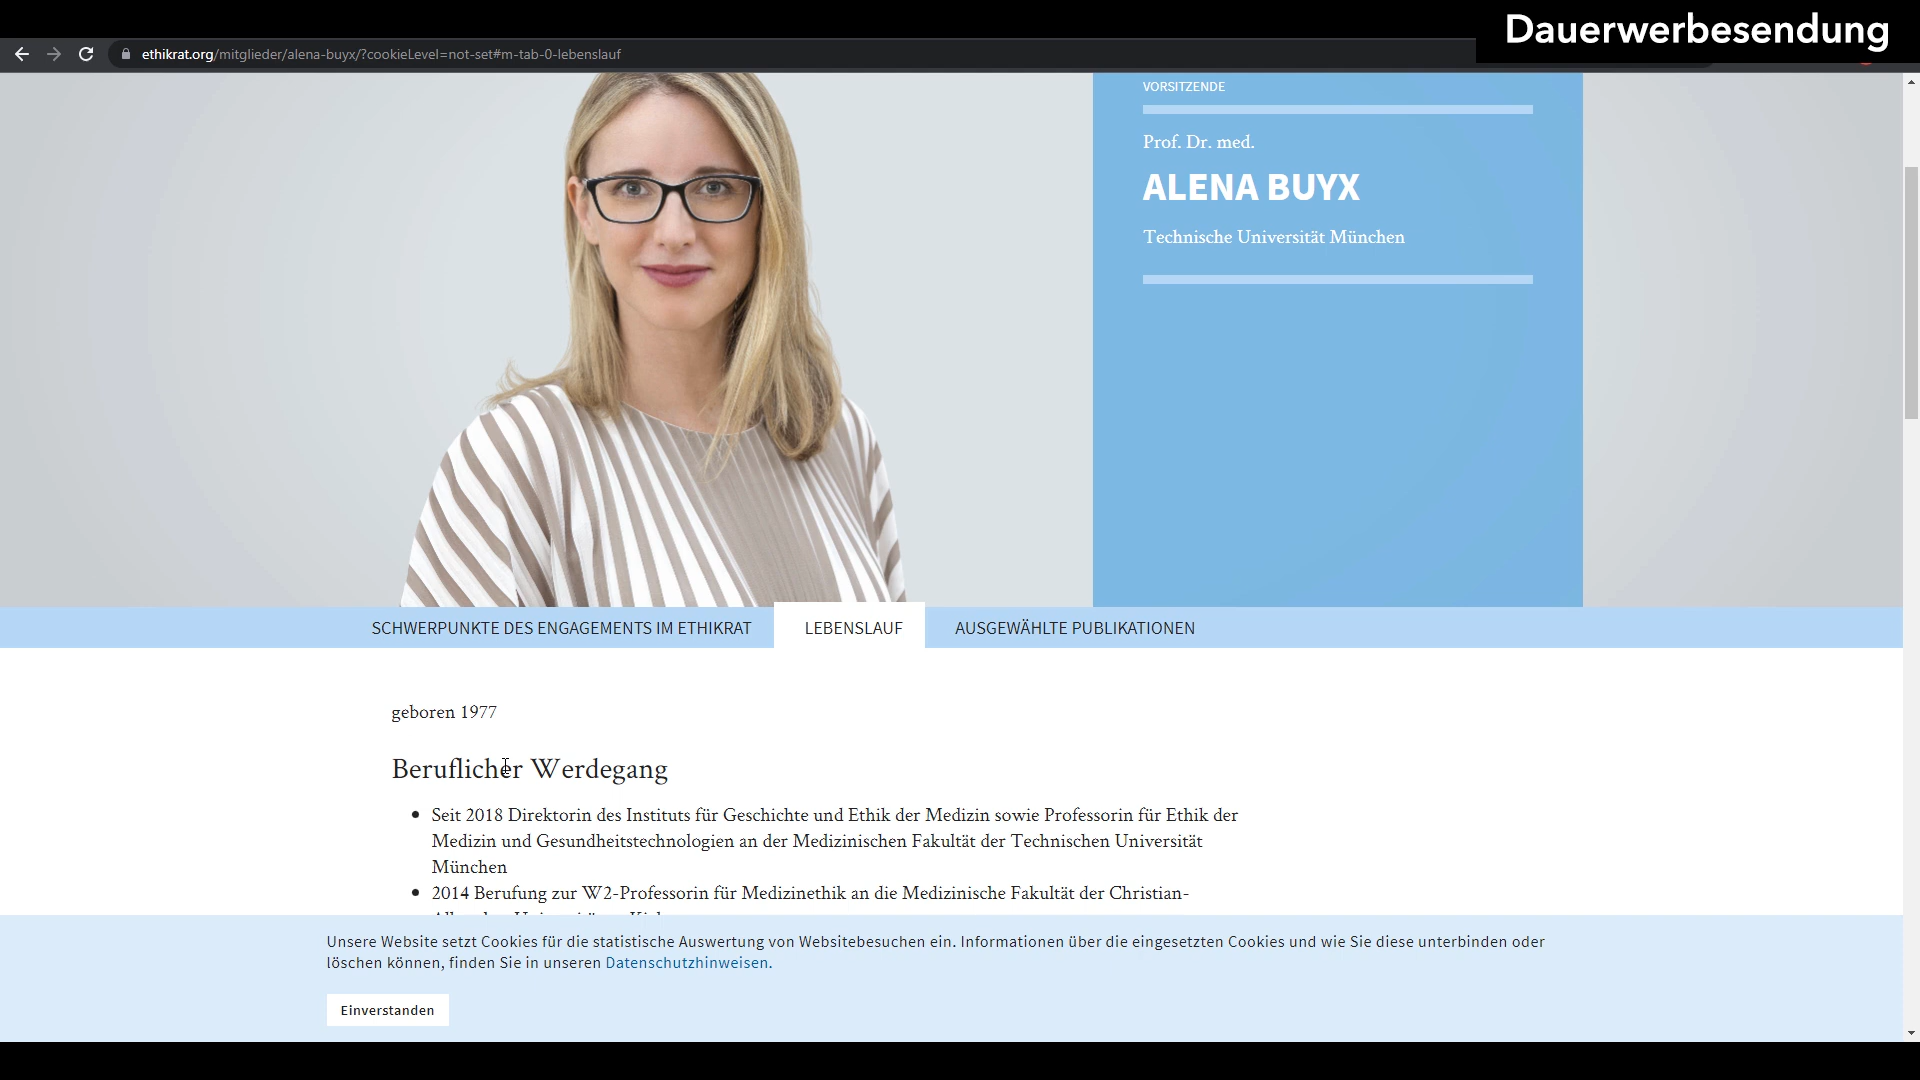 Dauerwerbesendung
ethikrat.org/mitglieder/alena-buyx/?cookieLevel=not-set#m-tab-0-lebenslauf
VORSITZENDE
Prof. Dr. med.
ALENA BUYX
Technische Universität München
SCHWERPUNKTE DES ENGAGEMENTS IM ETHIKRAT
LEBENSLAUF
AUSGEWÄHLTE PUBLIKATIONEN
geboren 1977
Beruflicher Werdegang
Seit 2018 Direktorin des Instituts für Geschichte und Ethik der Medizin sowie Professorin für Ethik der
Medizin und Gesundheitstechnologien an der Medizinischen Fakultät der Technischen Universität
München
2014 Berufung zur W2-Professorin für Medizinethik an die Medizinische Fakultät der Christian-
Unsere Website setzt Cookies für die statistische Auswertung von Websitebesuchen ein. Informationen über die eingesetzten Cookies und wie Sie diese unterbinden oder
löschen können, finden Sie in unseren Datenschutzhinweisen.
Einverstanden